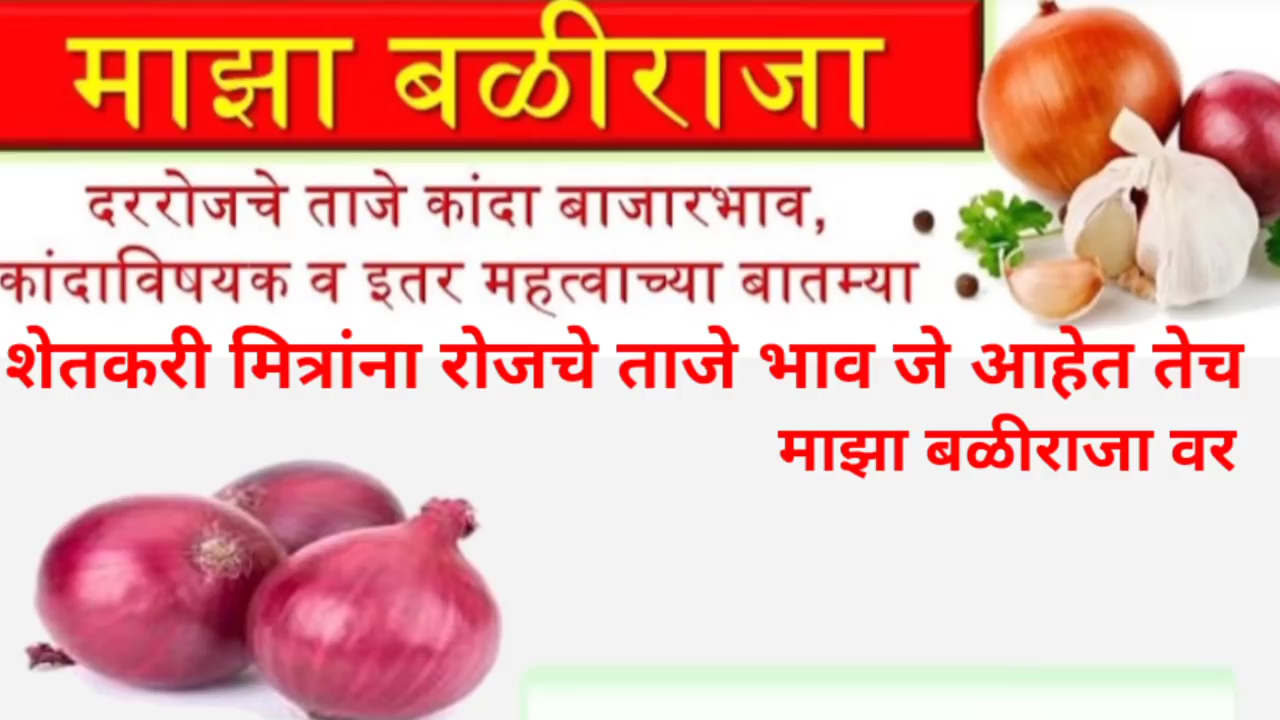 माझा बळीराजा
दररोजचे ताजे कांदा बाजारभाव,
कांदाविषयक व इतर महत्वाच्या बातम्या
शेतकरी मित्रांना रोजचे ताजे भाव जे आहेत तेच
माझा बळीराजा वर